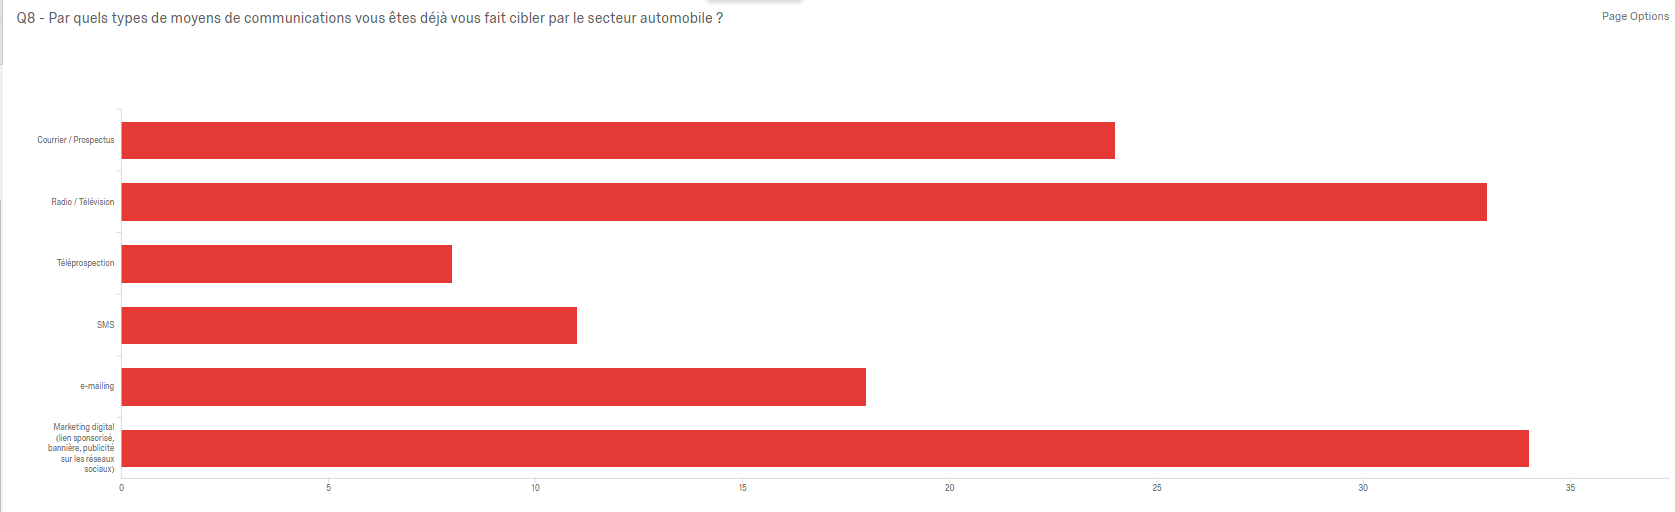 Q8 - Par quels types de moyens de communications vous êtes déjà vous fait cibler par le secteur automobile ?
Page Options
Courrier / Prospectus
Radio / Télévision
Téléprospection
SMS
e-mailing
Marketing digital
(lien sponsorisé,
bannière, publicité
sur les réseaux
sociaux)
0 5 10 15 20 25 30 35